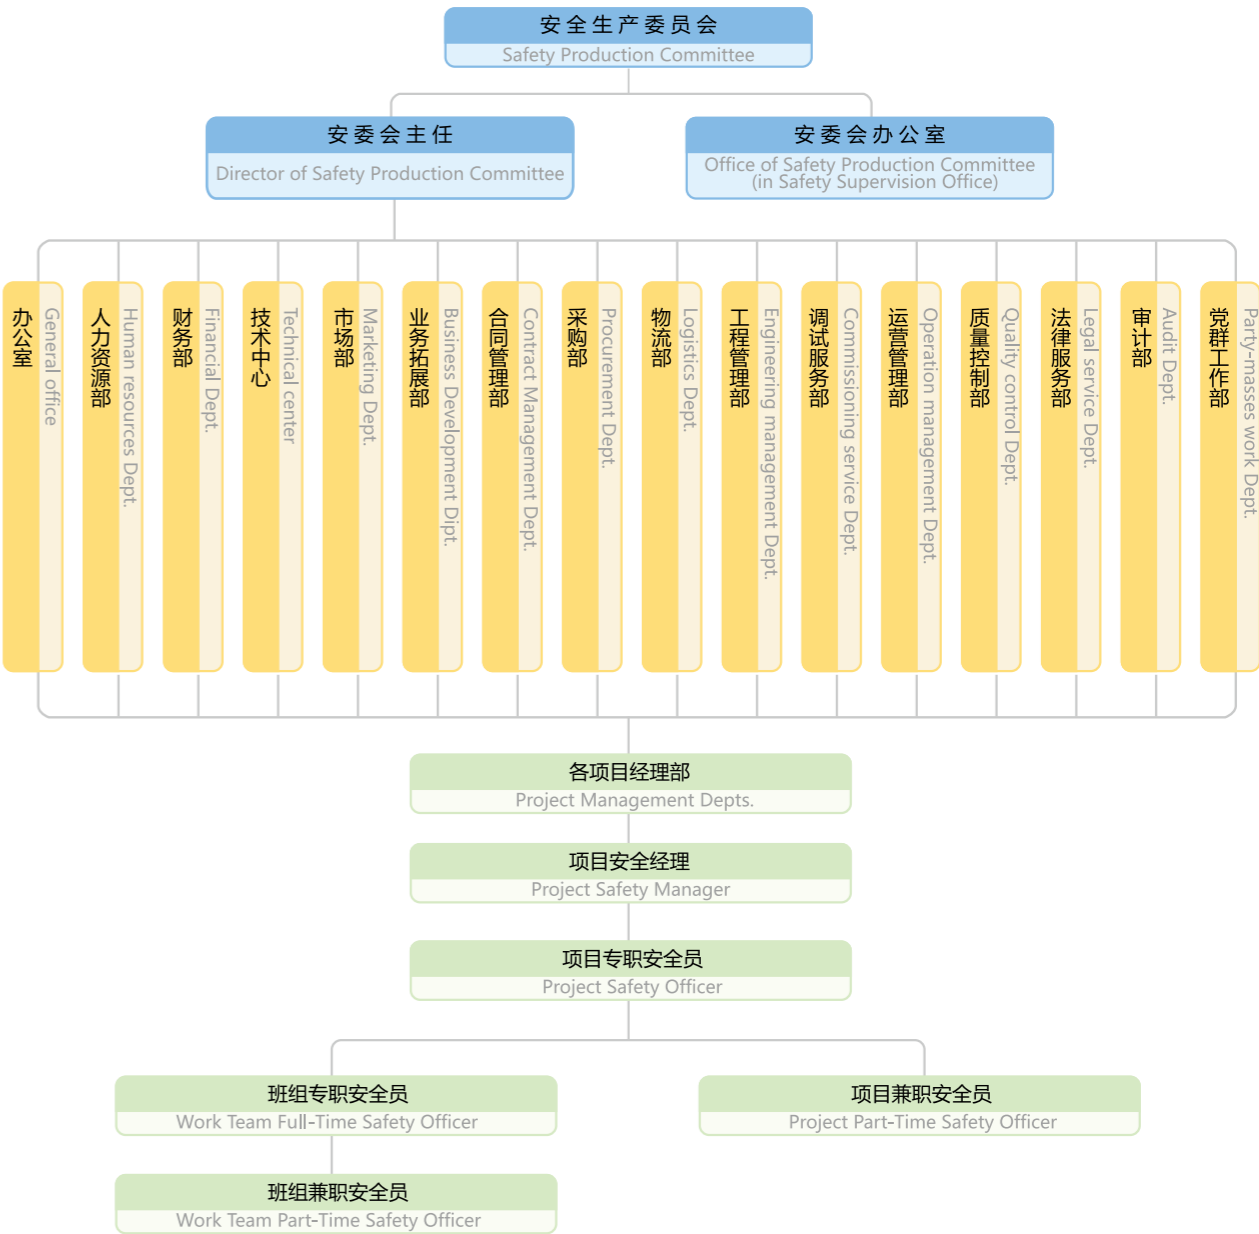 安全生产委员会
Safety Production Committee
安委会主任
Director of Safety Production Committee
安委会办公室
Office of Safety Production Committee
(in Safety Supervision Office)
办公室
General office
人力资源部
Human resources Dept.
财务部
Financial Dept.
技术中心
Technical center
市场部
Marketing Dept.
业务拓展部
Business Development Dipt.
合同管理部
Contract Management Dept.
采购部
Procurement Dept.
物流部
Logistics Dept.
工程管理部
Engineering management Dept.
调试服务部
Commissioning service Dept.
运营管理部
Operation management Dept.
质量控制部
Quality control Dept.
法律服务部
Legal service Dept.
审计部
Audit Dept.
党群工作部
Party-masses work Dept.
各项目经理部
Project Management Depts.
项目安全经理
Project Safety Manager
项目专职安全员
Project Safety Officer
班组专职安全员
Work Team Full-Time Safety Officer
项目兼职安全员
Project Part-Time Safety Officer
班组兼职安全员
Work Team Part-Time Safety Officer